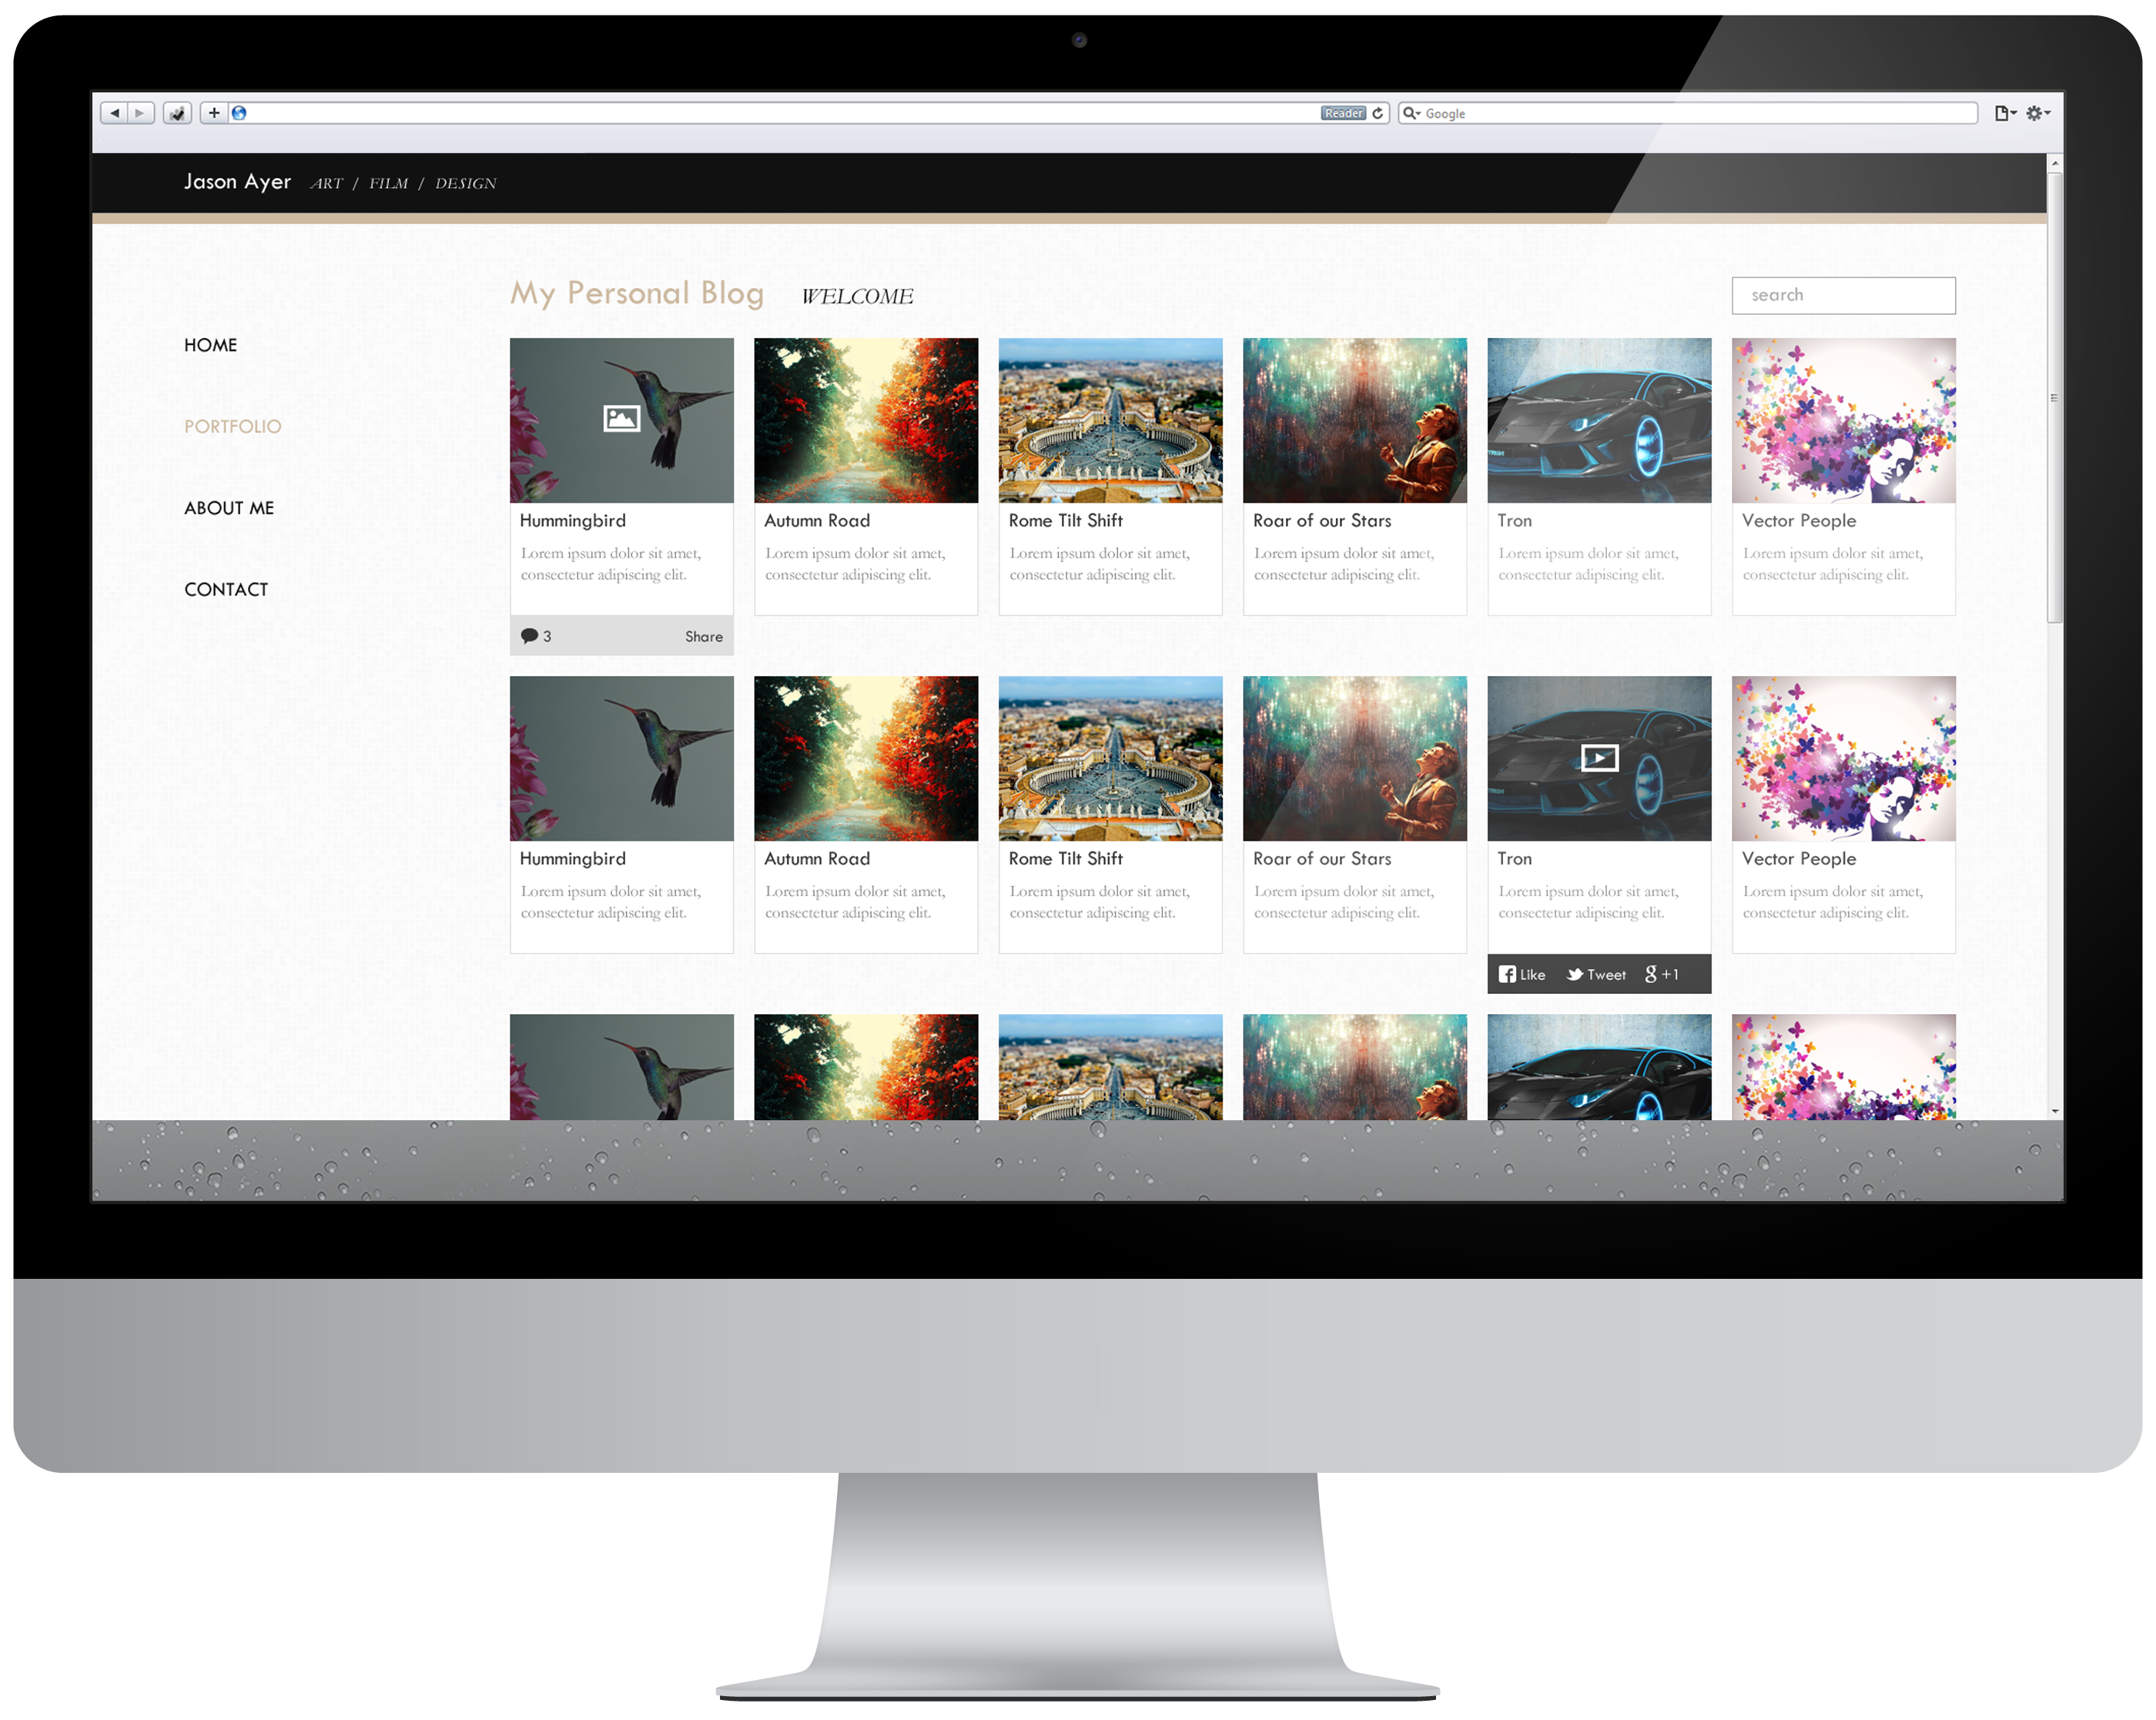 Reader
Google
Jason Ayer ART / FILM / DESIGN
My Personal Blog WELCOME
search
HOME
PORTFOLIO
ABOUT ME
CONTACT
Hummingbird
Lorem ipsum dolor sit amet,
consectetur adipiscing elit.
3 Share
Autumn Road
Lorem ipsum dolor sit amet,
consectetur adipiscing elit.
Rome Tilt Shift
Lorem ipsum dolor sit amet,
consectetur adipiscing elit.
Roar of our Stars
Lorem ipsum dolor sit amet,
consectetur adipiscing elit.
Tron
Lorem ipsum dolor sit amet,
consectetur adipiscing elit.
Vector People
Lorem ipsum dolor sit amet,
consectetur adipiscing elit.
Hummingbird
Lorem ipsum dolor sit amet,
consectetur adipiscing elit.
Autumn Road
Lorem ipsum dolor sit amet,
consectetur adipiscing elit.
Rome Tilt Shift
Lorem ipsum dolor sit amet,
consectetur adipiscing elit.
Roar of our Stars
Lorem ipsum dolor sit amet,
consectetur adipiscing elit.
Tron
Lorem ipsum dolor sit amet,
consectetur adipiscing elit.
f Like Tweet g +1
Vector People
Lorem ipsum dolor sit amet,
consectetur adipiscing elit.